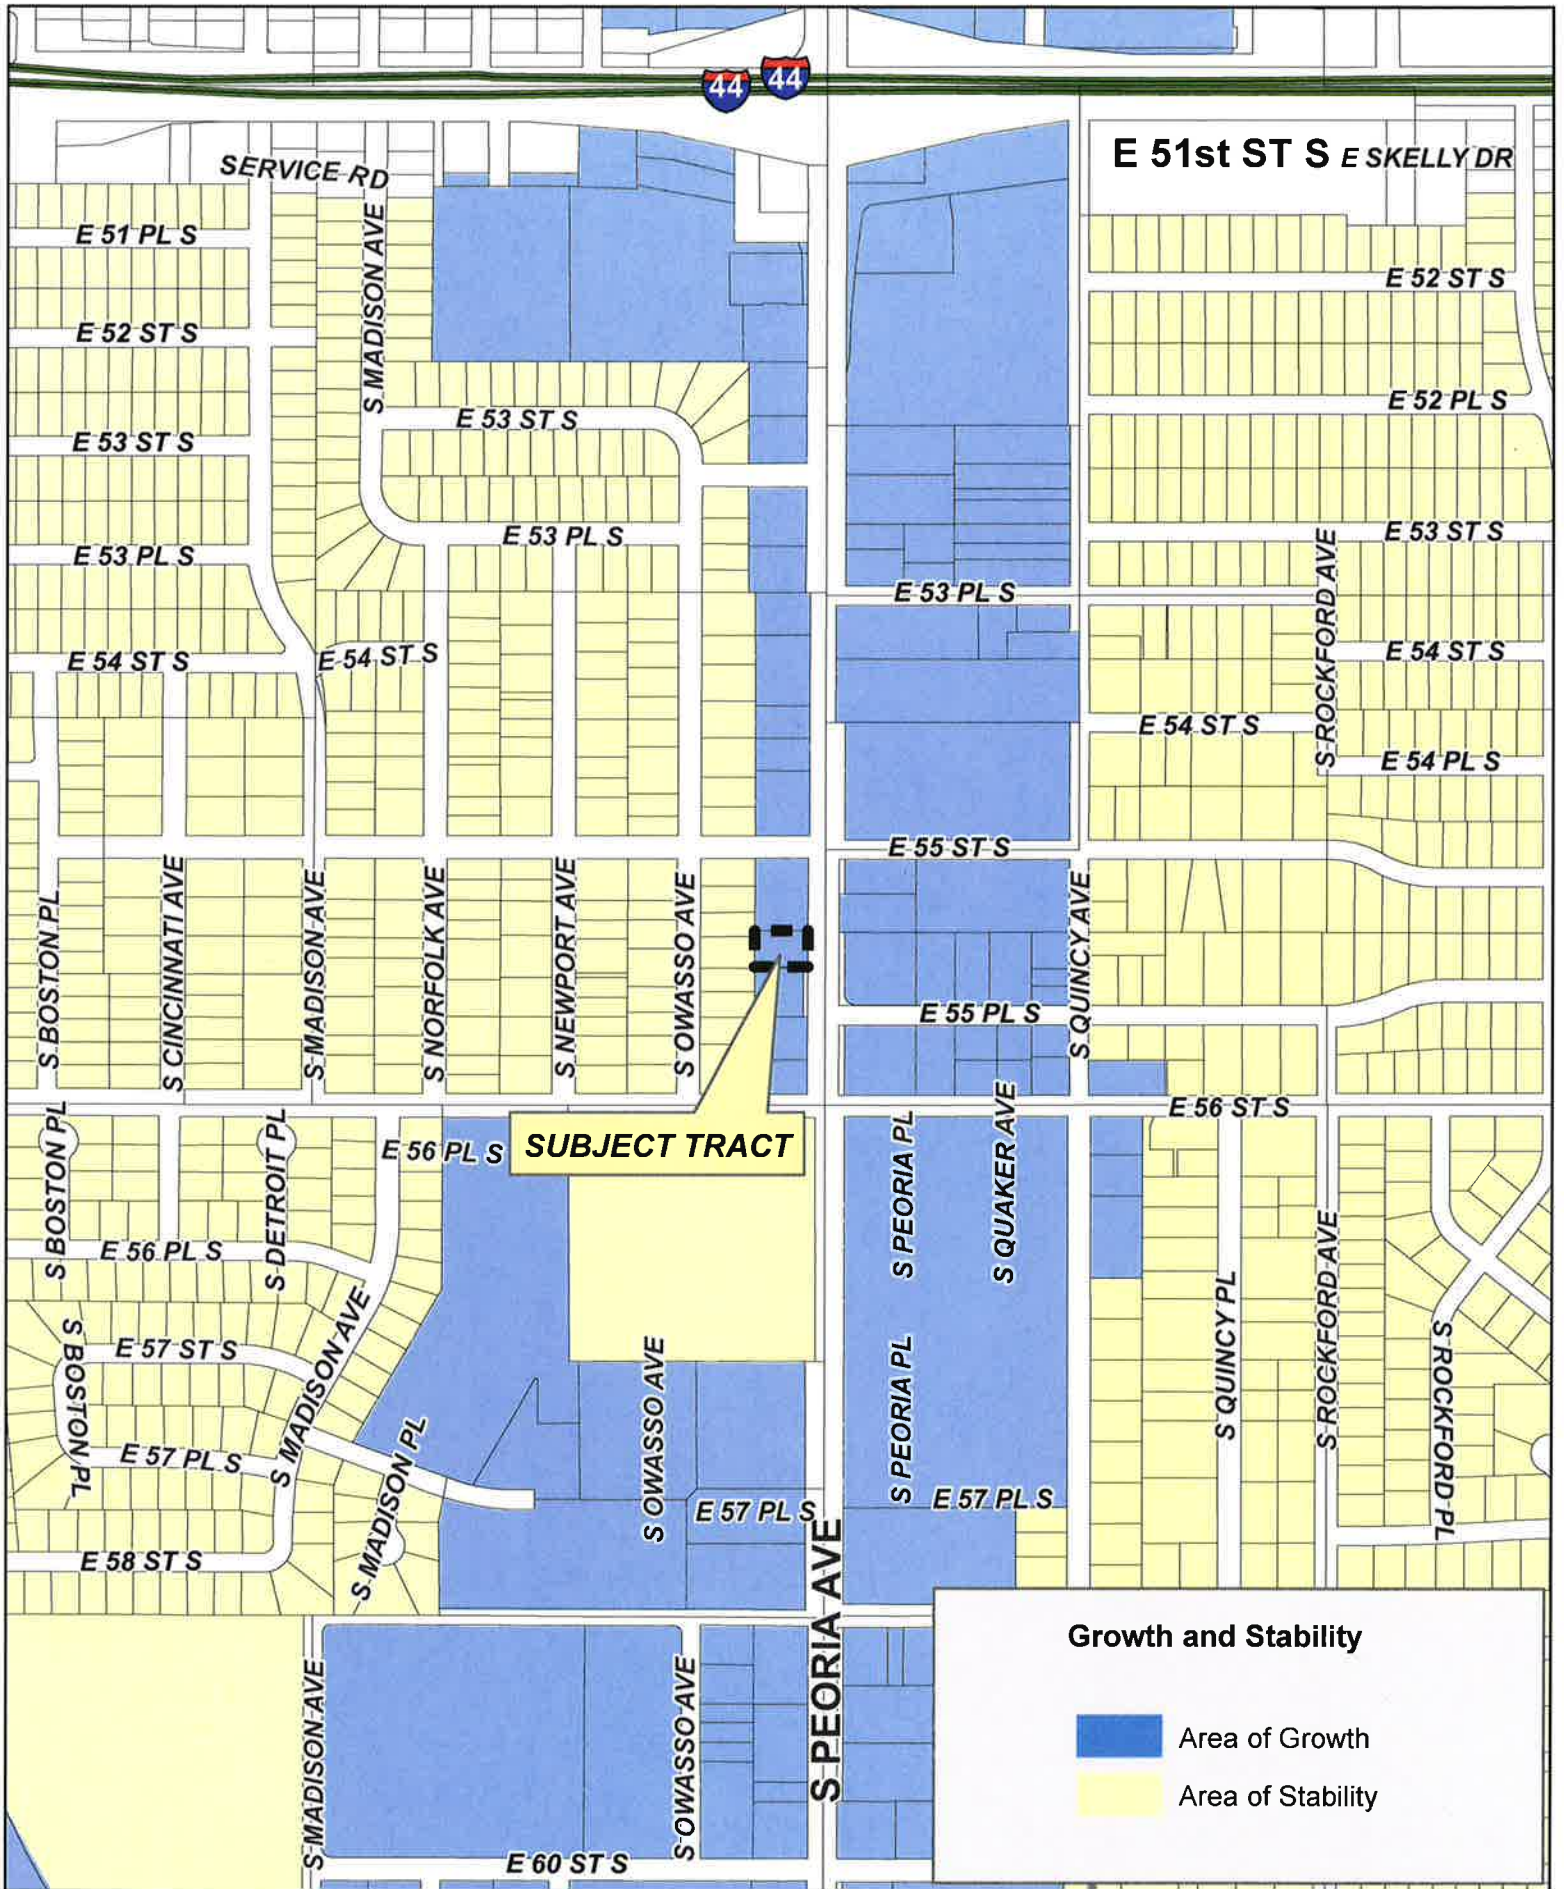 44
44
E 51st ST S
E SKELLY DR
SERVICE RD
S MADISON AVE
E 51 PL S
E 52 ST S
E 52 ST S
E 52 PL S
E 53 ST S
E 53 ST S
E 53 PL S
E 53 ST S
E 53 PL S
E 53 PL S
S ROCKFORD AVE
E 54 ST S
E 54 ST S
E 54 ST S
E 54 ST S
E 54 PL S
E 55 ST S
S BOSTON PL
S CINCINNATI AVE
S MADISON AVE
S NORFOLK AVE
S NEWPORT AVE
S OWASSO AVE
S QUINCY AVE
E 55 PL S
E 56 ST S
S BOSTON PL
S DETROIT PL
E 56 PL S
SUBJECT TRACT
S PEORIA PL
S QUAKER AVE
E 56 PL S
S MADISON AVE
S QUINCY PL
S ROCKFORD AVE
S ROCKFORD PL
E 57 ST S
S BOSTON PL
S OWASSO AVE
S PEORIA PL
E 57 PL S
S MADISON PL
E 57 PL S
E 57 PL S
E 58 ST S
S PEORIA AVE
S MADISON AVE
S OWASSO AVE
E 60 ST S
Growth and Stability
Area of Growth
Area of Stability